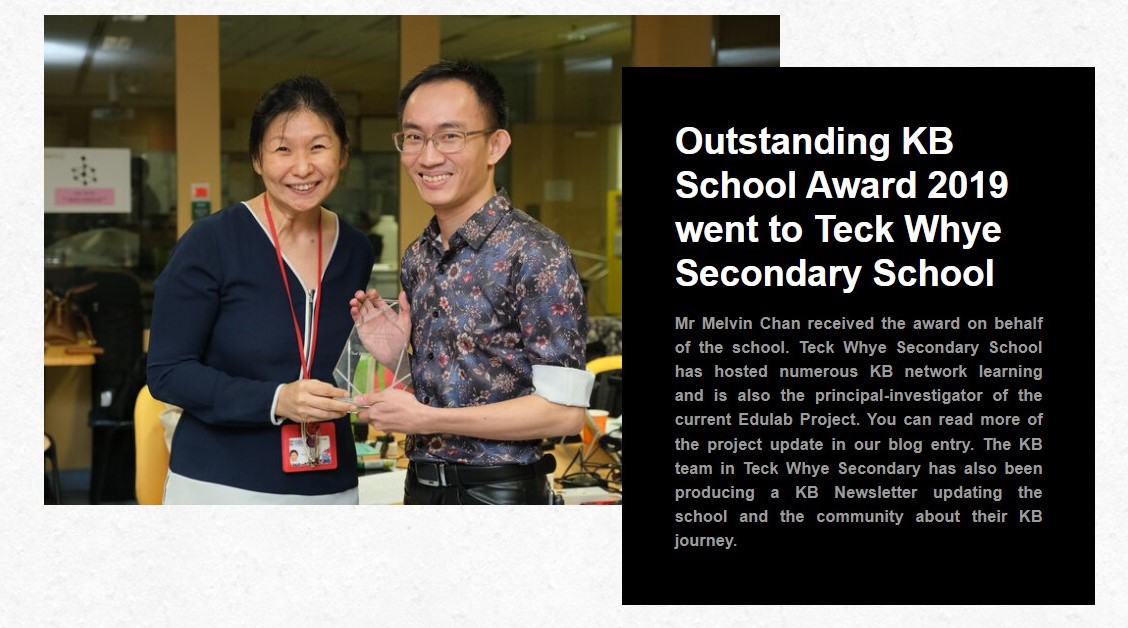 Outstanding KB
School Award 2019
went to Teck Whye
Secondary School
Mr Melvin Chan received the award on behalf
of the school. Teck Whye Secondary School
has hosted numerous KB network learning
and is also the principal-investigator of the
current Edulab Project. You can read more of
the project update in our blog entry. The KB
team in Teck Whye Secondary has also been
producing a KB Newsletter updating the
school and the community about their KB
journey.